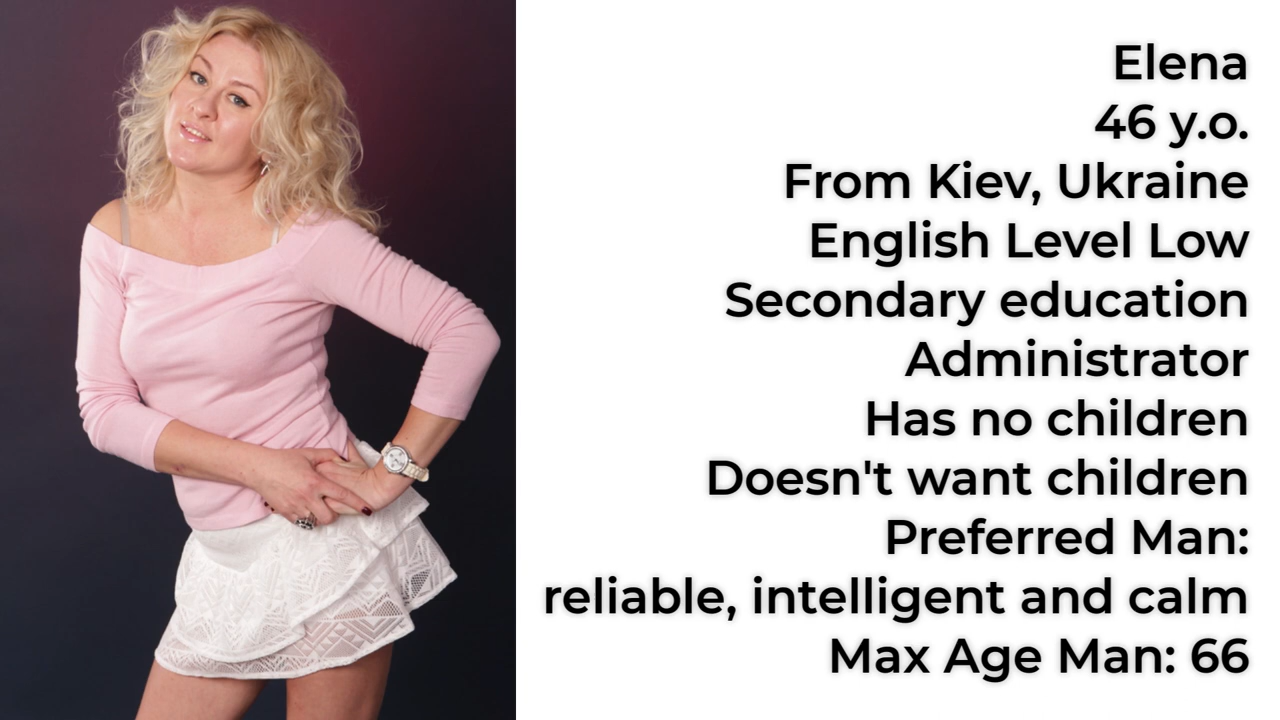 Elena
46 y.o.
From Kiev, Ukraine
English Level Low
Secondary education
Administrator
Has no children
Doesn't want children
Preferred Man:
reliable, intelligent and calm
Max Age Man: 66